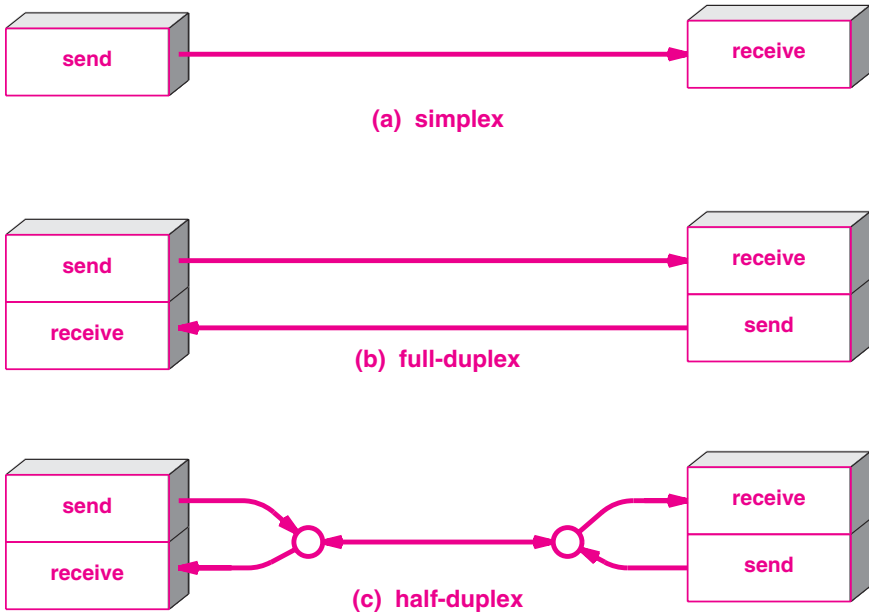 send
receive
(a) simplex
send
receive
receive
send
(b) full-duplex
send
receive
receive
send
(c) half-duplex